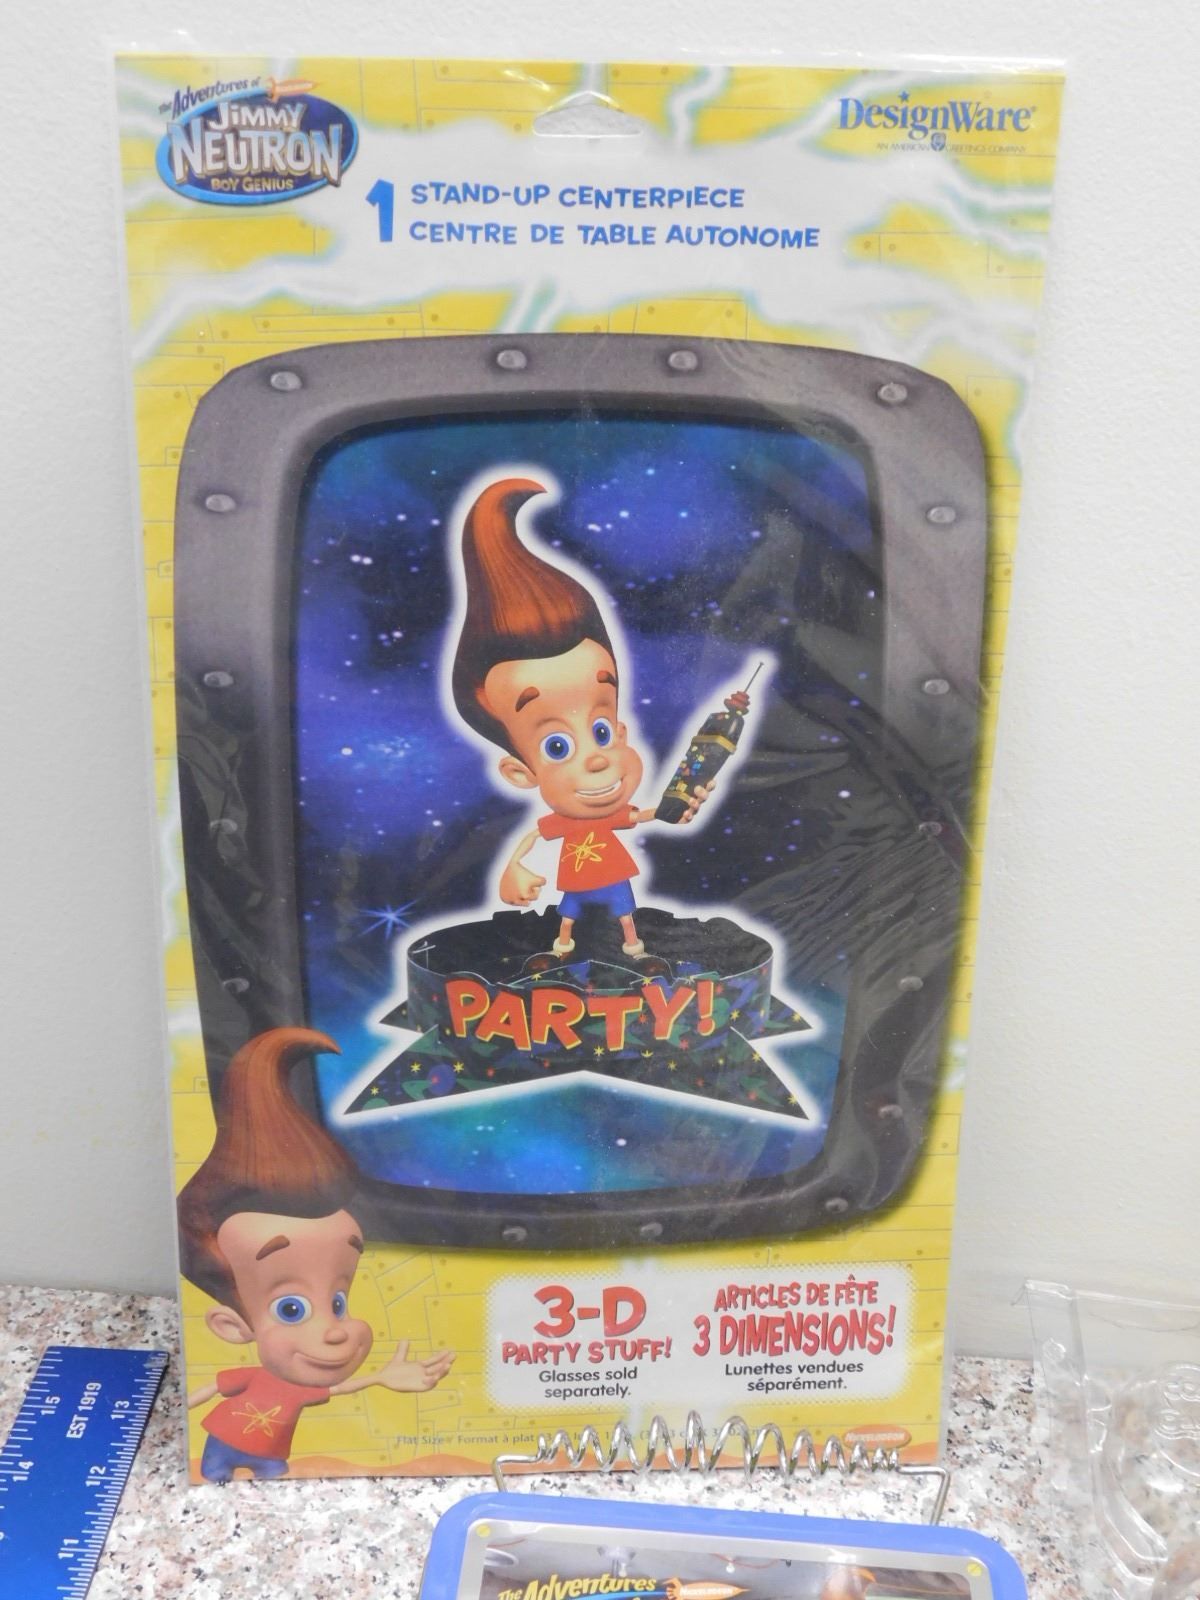 The Adventures of
NICKELODEON
JIMMY
NEUTRON
BOY GENIUS
DesignWare
AN AMERICAN GREETINGS COMPANY
1 STAND-UP CENTERPIECE
CENTRE DE TABLE AUTONOME
PARTY!
3-D
PARTY STUFF!
Glasses sold
separately.
ARTICLES DE FÊTE
3 DIMENSIONS!
Lunettes vendues
séparément.
Flat Size / Format à plat
NICKELODEON
EST 1919
15
14
13
12
11
The Adventures
NICKELODEON